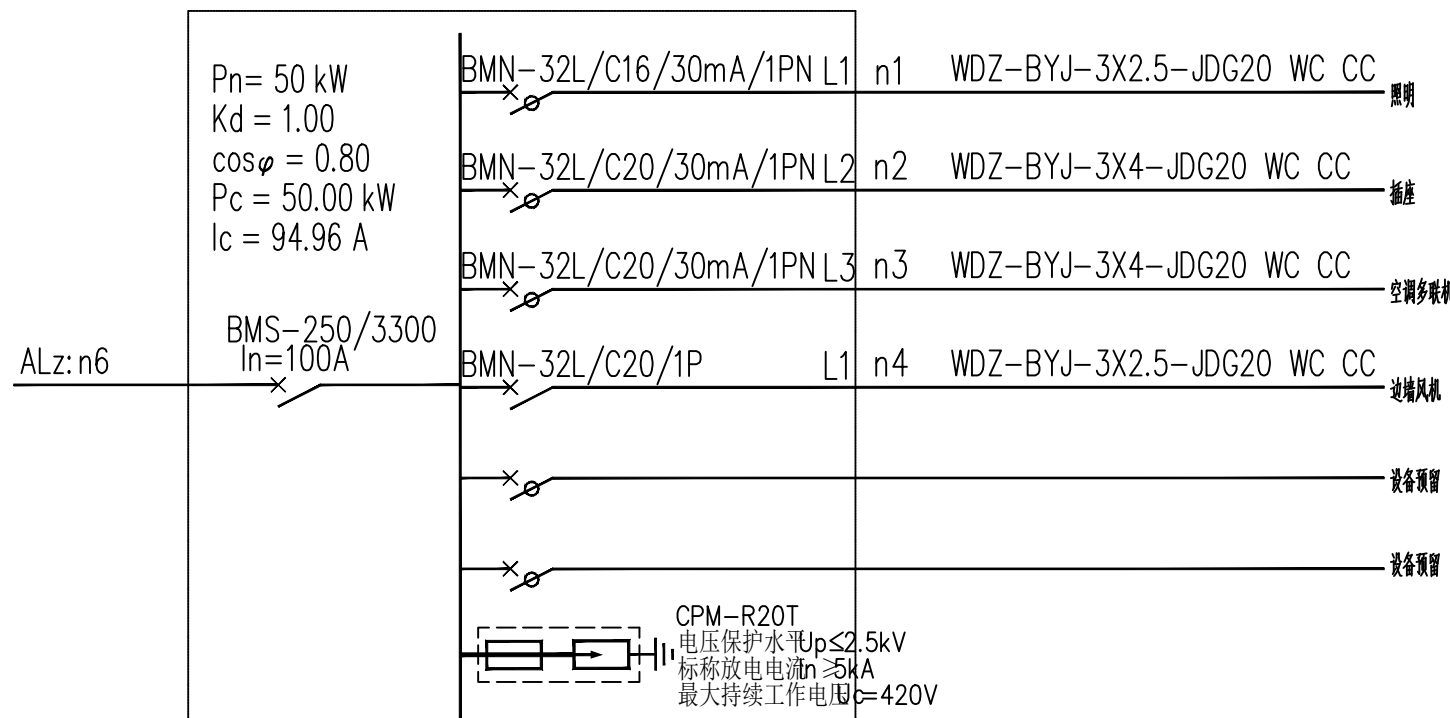 Pn= 50 kW
Kd = 1.00
cosφ = 0.80
Pc = 50.00 kW
Ic = 94.96 A
ALz: n6
BMS-250/3300
In=100A
BMN-32L/C16/30mA/1PN L1 n1 WDZ-BYJ-3X2.5-JDG20 WC CC 照明
BMN-32L/C20/30mA/1PN L2 n2 WDZ-BYJ-3X4-JDG20 WC CC 插座
BMN-32L/C20/30mA/1PN L3 n3 WDZ-BYJ-3X4-JDG20 WC CC 空调多联机
BMN-32L/C20/1P L1 n4 WDZ-BYJ-3X2.5-JDG20 WC CC 边墙风机
设备预留
设备预留
CPM-R20T
电压保护水平Up≤2.5kV
标称放电电流In ≥5kA
最大持续工作电压Uc=420V